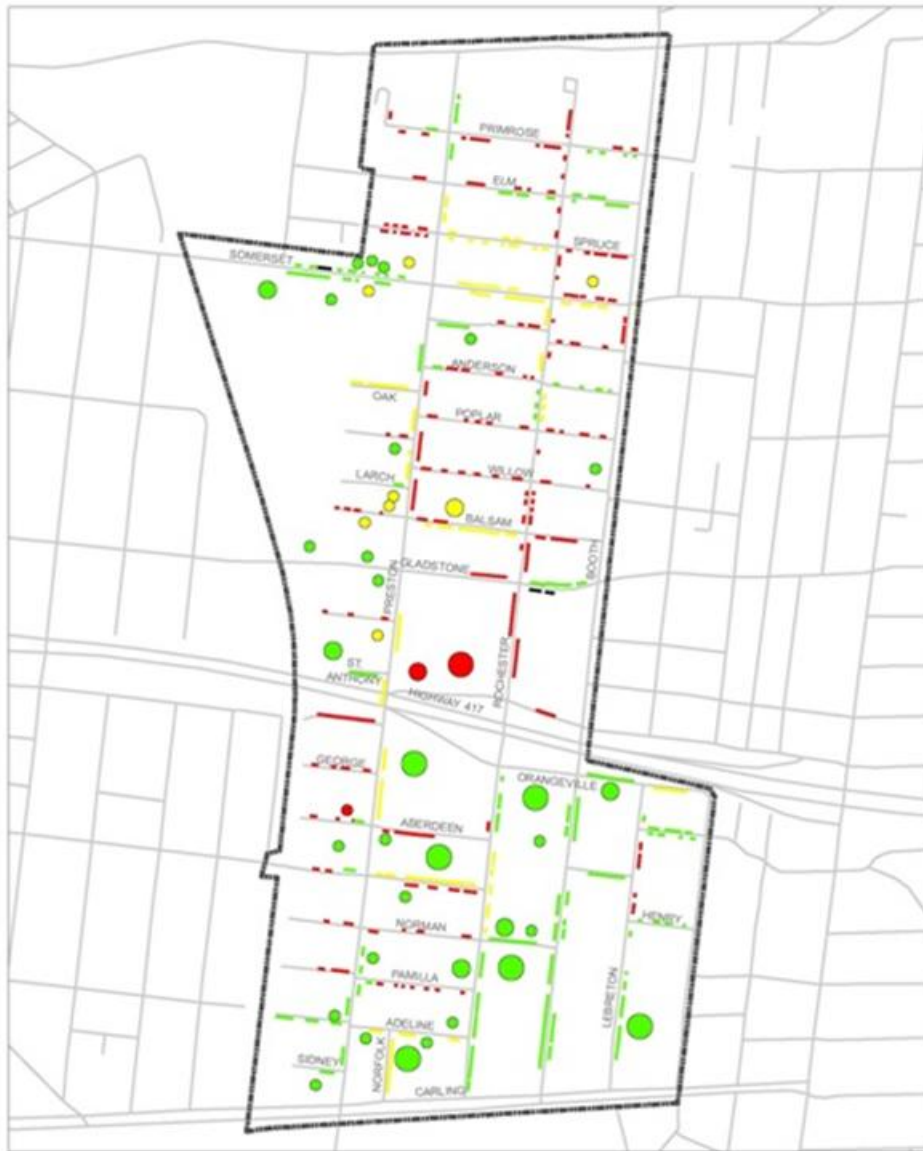 PRIMROSE
ELM
SPRUCE
SOMERSET
ANDERSON
OAK
POPLAR
WILLOW
LARCH
BALSAM
BOOTH
GLADSTONE
PRESTON
ROCHESTER
ST.
ANTHONY
HIGHWAY 417
GEORGE
ORANGEVILLE
ABERDEEN
HENRY
NORMAN
PAMILLA
LEBRETON
ADELINE
SIDNEY
NORFOLK
CARLING